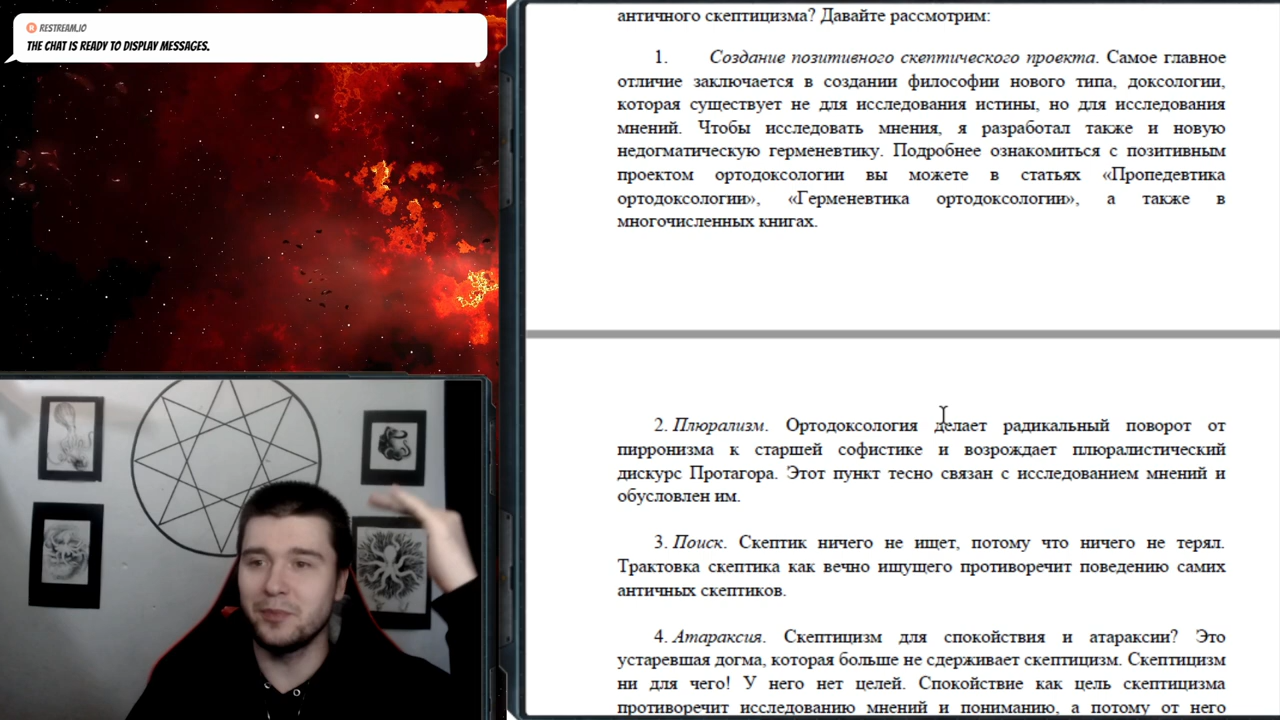 RESTREAM.IO
THE CHAT IS READY TO DISPLAY MESSAGES.
античного скептицизма? Давайте рассмотрим:
1. Создание позитивного скептического проекта. Самое главное
отличие заключается в создании философии нового типа, доксологии,
которая существует не для исследования истины, но для исследования
мнений. Чтобы исследовать мнения, я разработал также и новую
недогматическую герменевтику. Подробнее ознакомиться с позитивным
проектом ортодоксологии вы можете в статьях «Пропедевтика
ортодоксологии», «Герменевтика ортодоксологии», а также в
многочисленных книгах.
2. Плюрализм. Ортодоксология делает радикальный поворот от
пирронизма к старшей софистике и возрождает плюралистический
дискурс Протагора. Этот пункт тесно связан с исследованием мнений и
обусловлен им.
3. Поиск. Скептик ничего не ищет, потому что ничего не терял.
Трактовка скептика как вечно ищущего противоречит поведению самих
античных скептиков.
4. Атараксия. Скептицизм для спокойствия и атараксии? Это
устаревшая догма, которая больше не сдерживает скептицизм. Скептицизм
ни для чего! У него нет целей. Спокойствие как цель скептицизма
противоречит исследованию мнений и пониманию, а потому от него